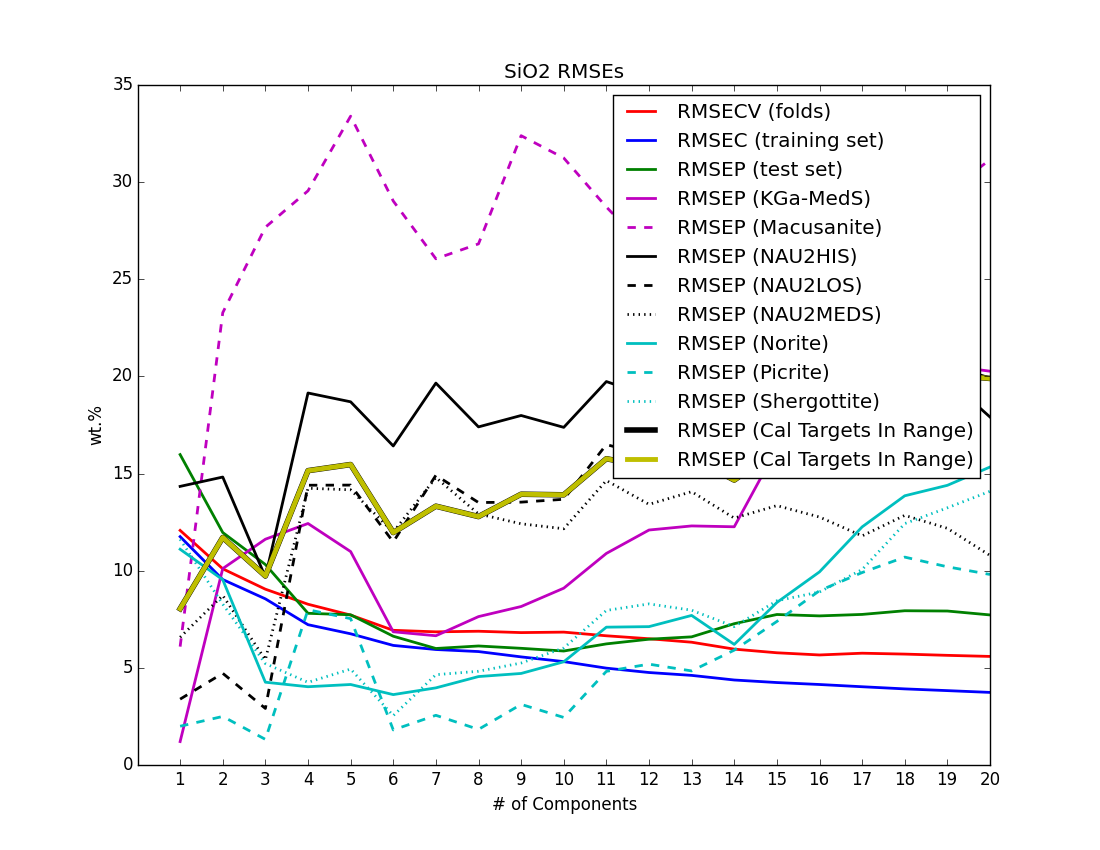 SiO2 RMSEs
35
30
25
20
15
10
5
0
wt.%
RMSECV (folds)
RMSEC (training set)
RMSEP (test set)
RMSEP (KGa-MedS)
RMSEP (Macusanite)
RMSEP (NAU2HIS)
RMSEP (NAU2LOS)
RMSEP (NAU2MEDS)
RMSEP (Norite)
RMSEP (Picrite)
RMSEP (Shergottite)
RMSEP (Cal Targets In Range)
RMSEP (Cal Targets In Range)
1 2 3 4 5 6 7 8 9 10 11 12 13 14 15 16 17 18 19 20
# of Components